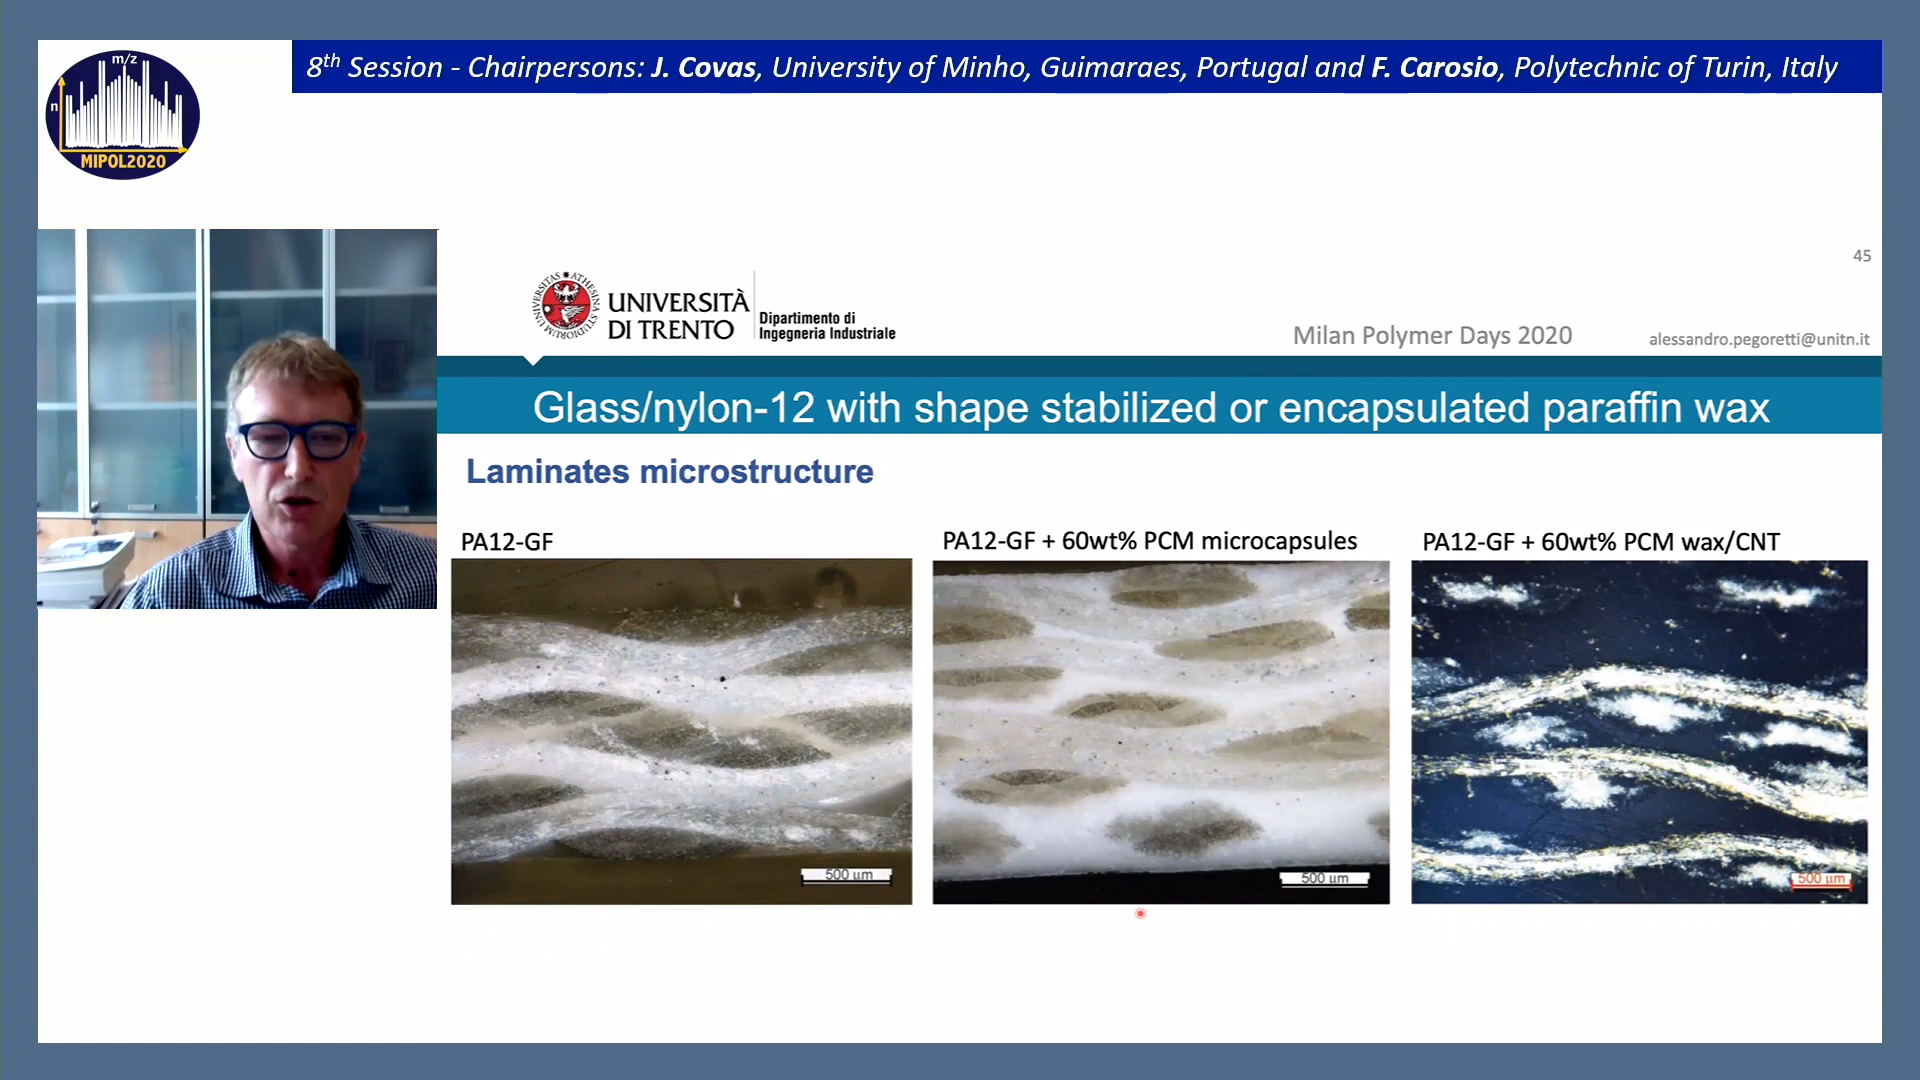 8th Session - Chairpersons: J. Covas, University of Minho, Guimaraes, Portugal and F. Carosio, Polytechnic of Turin, Italy
m/z
n
MIPOL2020
45
UNIVERSITÀ
DI TRENTO
Dipartimento di
Ingegneria Industriale
Milan Polymer Days 2020
alessandro.pegoretti@unitn.it
Glass/nylon-12 with shape stabilized or encapsulated paraffin wax
Laminates microstructure
PA12-GF
PA12-GF + 60wt% PCM microcapsules
PA12-GF + 60wt% PCM wax/CNT
500 µm
500 µm
500 µm